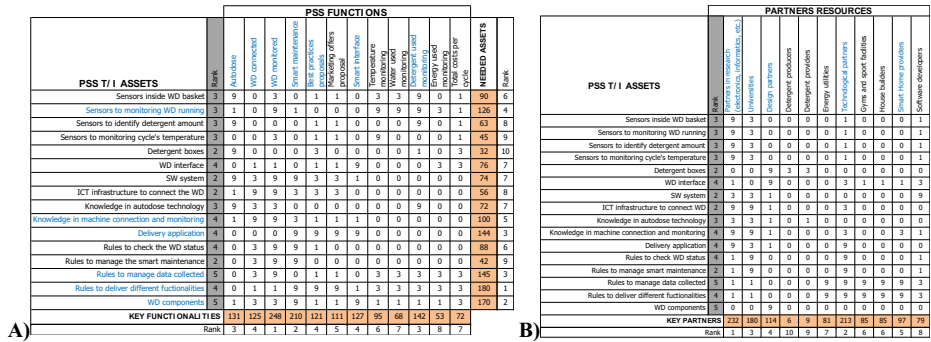 A)
PSS FUNCTIONS
PSS T/I ASSETS Rank Autodose WD connected WD monitored Smart maintenance Best practices proposals Marketing offers proposal Smart interface Temperature monitoring Water used monitoring Detergent used monitoring Energy used monitoring Total costs per cycle NEEDED ASSETS Rank
Sensors inside WD basket 3 9 0 3 0 1 1 0 3 3 0 0 1 90 6
Sensors to monitoring WD running 3 1 0 9 1 0 0 0 9 9 9 3 1 126 4
Sensors to identify detergent amount 3 9 0 0 0 1 1 0 0 0 9 0 1 63 8
Sensors to monitoring cycle's temperature 3 0 0 3 0 1 1 0 9 0 0 0 1 45 9
Detergent boxes 2 9 0 0 0 3 0 0 0 0 1 0 3 32 10
WD interface 4 0 1 1 0 1 1 9 0 0 3 3 0 76 7
SW system 2 9 3 9 9 3 3 1 0 0 0 0 0 74 7
ICT infrastructure to connect the WD 2 1 9 9 3 3 3 0 0 0 0 0 0 56 8
Knowledge in autodose technology 3 9 3 3 0 0 0 0 0 0 9 0 0 72 7
Knowledge in machine connection and monitoring 4 1 9 9 3 1 1 1 0 0 0 0 0 100 5
Delivery application 4 0 0 0 9 9 9 9 0 0 0 0 0 144 3
Rules to check the WD status 4 0 3 9 9 1 0 0 0 0 0 0 0 88 6
Rules to manage the smart maintenance 2 0 3 9 9 0 0 0 0 0 0 0 0 42 9
Rules to manage data collected 5 0 3 9 0 1 1 0 3 3 3 3 3 145 3
Rules to deliver different fuctionalities 4 0 1 1 9 9 9 1 3 3 3 3 3 180 1
WD components 5 1 3 3 9 1 1 9 1 1 1 1 3 170 2
KEY FUNCTIONALITIES 131 125 248 210 121 111 127 95 68 142 53 72
Rank 3 4 1 2 4 5 4 6 7 3 8 7
B)
PARTNERS RESOURCES
PSS T/I ASSETS Rank Partners research (electronics, informatics, etc.) Universities Design partners Detergent producers Detergent providers Energy utilities Technological partners Gyms and sport facilities House builders Smart Home providers Software developers
Sensors inside WD basket 3 9 3 0 0 0 0 1 0 0 0 1
Sensors to monitoring WD running 3 9 3 0 0 0 0 1 0 0 0 1
Sensors to identify detergent amount 3 9 3 0 0 0 0 1 0 0 0 1
Sensors to monitoring cycle's temperature 3 9 3 0 0 0 0 1 0 0 0 1
Detergent boxes 2 0 0 9 3 3 0 0 0 0 0 0
WD interface 4 1 0 9 0 0 0 3 1 1 1 3
SW system 2 3 3 0 0 0 0 0 0 0 0 9
ICT infrastructure to connect WD 2 9 9 1 0 0 0 3 0 0 0 0
Knowledge in autodose technology 3 3 3 1 0 1 0 0 0 0 0 0
Knowledge in machine connection and monitoring 4 9 9 1 0 0 0 3 0 0 3 1
Delivery application 4 9 3 1 0 0 0 9 0 0 0 0
Rules to check WD status 4 1 9 0 0 0 0 9 0 0 0 0
Rules to manage smart maintenance 2 1 9 0 0 0 0 9 0 0 0 0
Rules to manage data collected 5 1 1 0 0 0 9 9 9 9 9 3
Rules to deliver different fuctionalities 4 1 1 0 0 0 9 9 9 9 9 3
WD components 5 0 0 9 0 0 0 0 0 0 0 0
KEY PARTNERS 232 180 114 6 9 81 213 85 85 97 79
Rank 1 3 4 10 9 7 2 6 6 5 8